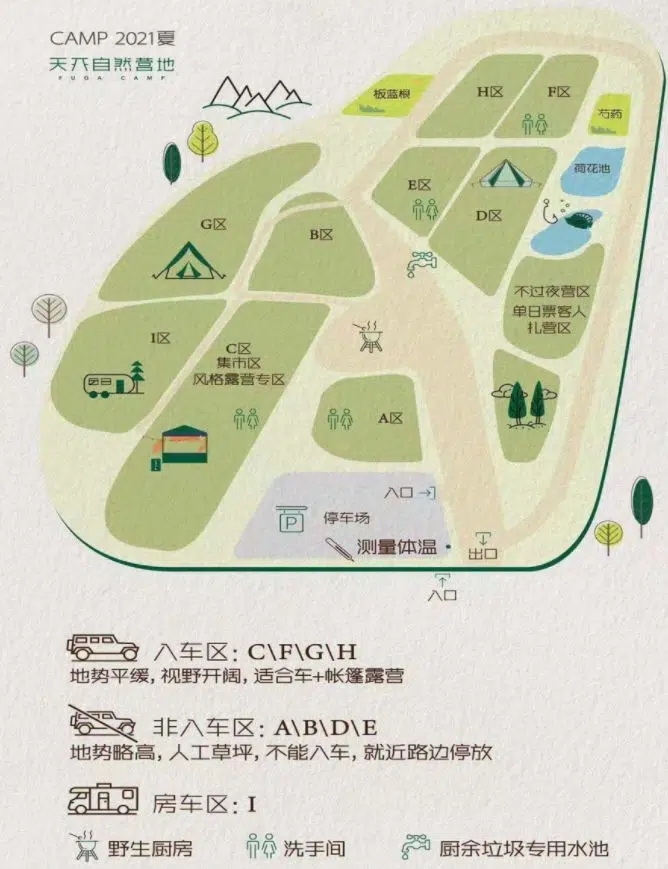 CAMP 2021夏
天开自然营地
FUGA CAMP
板蓝根
H区
F区
芍药
荷花池
E区
D区
G区
B区
不过夜营区
单日票客人
扎营区
I区
C区
集市区
风格露营专区
A区
入口
P
停车场
测量体温
出口
入口
入车区: C\F\G\H
地势平缓, 视野开阔, 适合车+帐篷露营
非入车区: A\B\D\E
地势略高, 人工草坪, 不能入车, 就近路边停放
房车区: I
野生厨房
洗手间
厨余垃圾专用水池